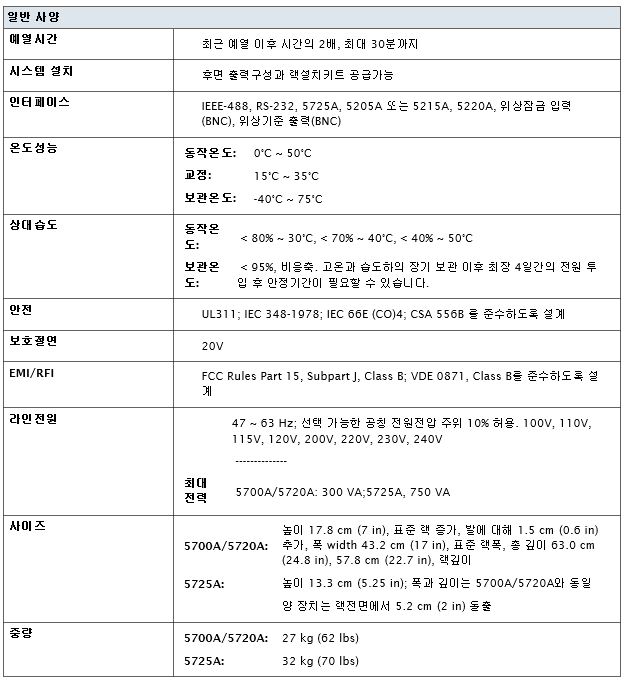 일반 사양
예열시간
최근 예열 이후 시간의 2배, 최대 30분까지
시스템 설치
후면 출력구성과 랙설치키트 공급가능
인터페이스
IEEE-488, RS-232, 5725A, 5205A 또는 5215A, 5220A, 위상잠금 입력
(BNC), 위상기준 출력(BNC)
온도성능
동작온도: 0°C ~ 50°C
교정: 15°C ~ 35°C
보관온도: -40°C ~ 75°C
상대습도
동작온
도: < 80% ~ 30°C, < 70% ~ 40°C, < 40% ~ 50°C
보관온 < 95%, 비응축. 고온과 습도하의 장기 보관 이후 최장 4일간의 전원 투
도: 입 후 안정기간이 필요할 수 있습니다.
안전
UL311; IEC 348-1978; IEC 66E (CO)4; CSA 556B 를 준수하도록 설계
보호절연
20V
EMI/RFI
FCC Rules Part 15, Subpart J, Class B; VDE 0871, Class B를 준수하도록 설
계
라인전원
47 ~ 63 Hz; 선택 가능한 공칭 전원전압 주위 10% 허용. 100V, 110V,
115V, 120V, 200V, 220V, 230V, 240V
--------------
최대
전력 5700A/5720A: 300 VA;5725A, 750 VA
사이즈
높이 17.8 cm (7 in), 표준 랙 증가, 발에 대해 1.5 cm (0.6 in)
5700A/5720A: 추가, 폭 width 43.2 cm (17 in), 표준 랙폭, 총 깊이 63.0 cm
(24.8 in), 57.8 cm (22.7 in), 랙깊이
5725A: 높이 13.3 cm (5.25 in); 폭과 깊이는 5700A/5720A와 동일
양 장치는 랙전면에서 5.2 cm (2 in) 돌출
중량
5700A/5720A: 27 kg (62 lbs)
5725A: 32 kg (70 lbs)